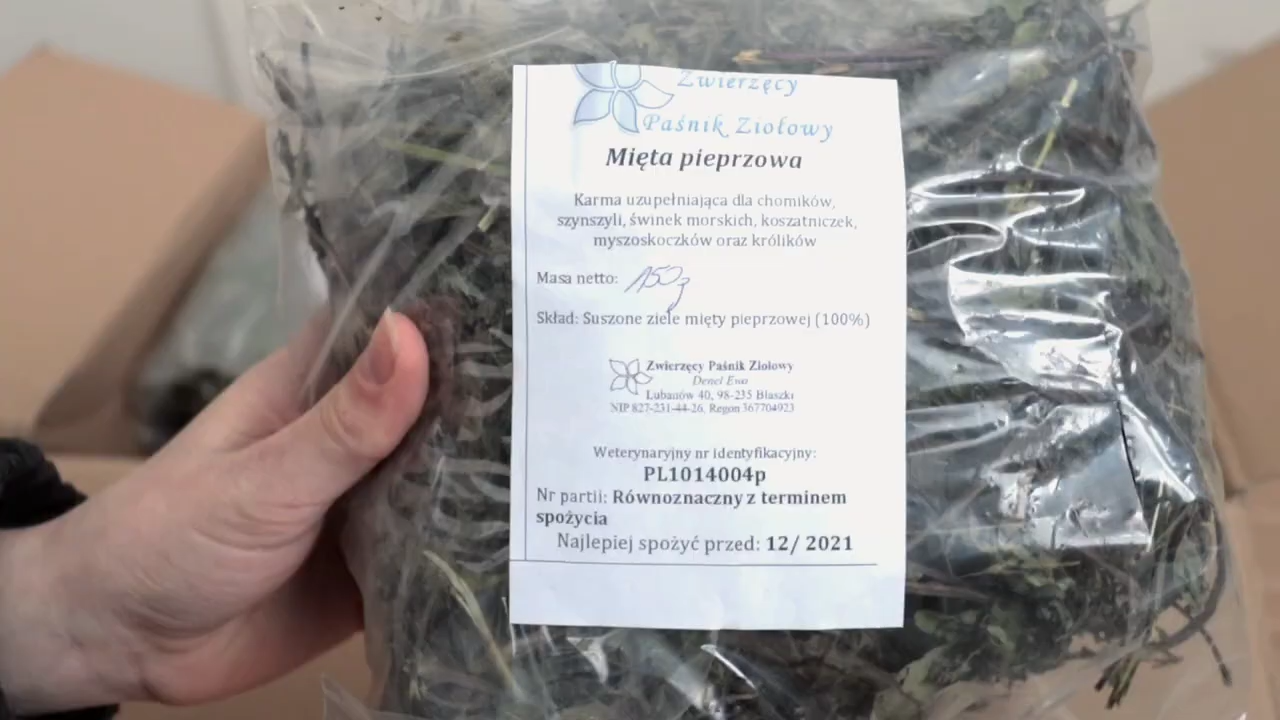 Zwierzęcy
Paśnik Ziołowy
Mięta pieprzowa
Karma uzupełniająca dla chomików,
szynszyli, świnek morskich, koszatniczek,
myszoskoczków oraz królików
Masa netto: 150g
Skład: Suszone ziele mięty pieprzowej (100%)
Zwierzęcy Paśnik Ziołowy
Denel Ewa
Lubanów 40, 98-235 Błaszki
NIP 827-231-44-26, Regon 367704923
Weterynaryjny nr identyfikacyjny:
PL1014004p
Nr partii: Równoznaczny z terminem
spożycia
Najlepiej spożyć przed: 12/ 2021